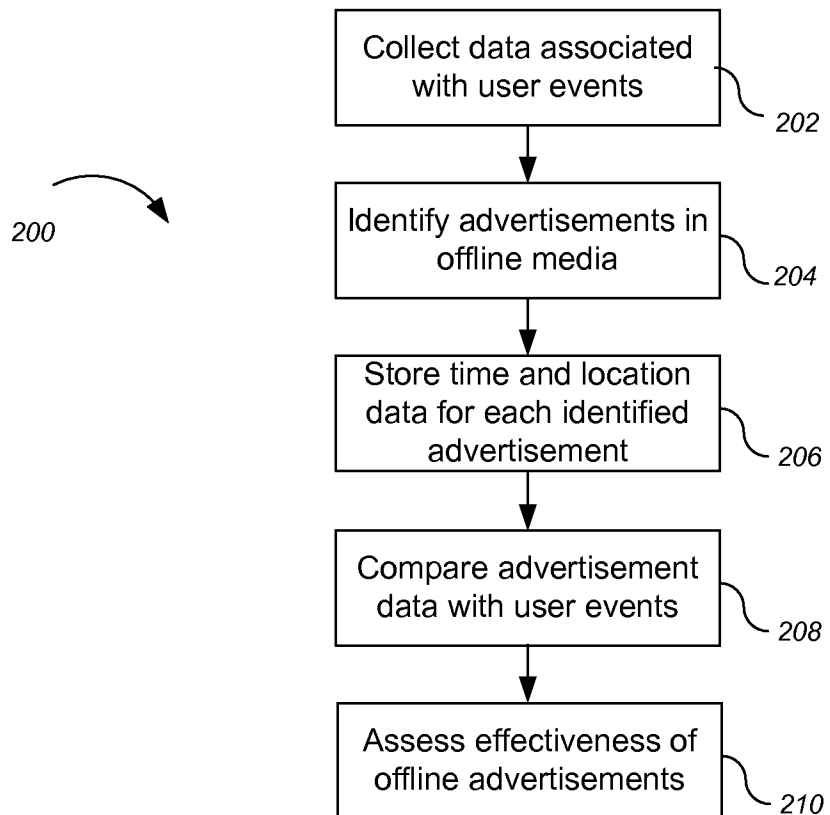 Collect data associated
with user events
202
200
Identify advertisements in
offline media
204
Store time and location
data for each identified
advertisement
206
Compare advertisement
data with user events
208
Assess effectiveness of
offline advertisements
210